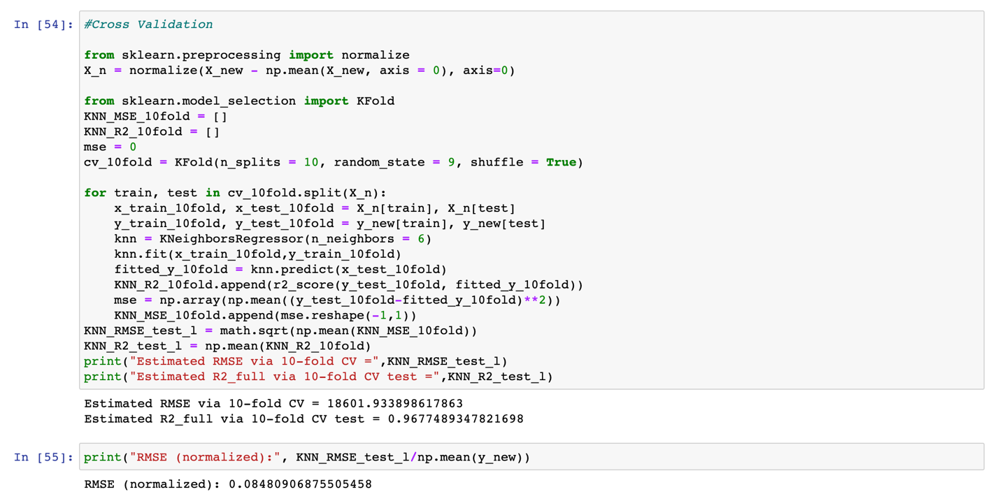 In [54]: #Cross Validation
from sklearn.preprocessing import normalize
X_n = normalize(X_new - np.mean(X_new, axis = 0), axis=0)
from sklearn.model_selection import KFold
KNN_MSE_10fold = []
KNN_R2_10fold = []
mse = 0
cv_10fold = KFold(n_splits = 10, random_state = 9, shuffle = True)
for train, test in cv_10fold.split(X_n):
    x_train_10fold, x_test_10fold = X_n[train], X_n[test]
    y_train_10fold, y_test_10fold = y_new[train], y_new[test]
    knn = KNeighborsRegressor(n_neighbors = 6)
    knn.fit(x_train_10fold,y_train_10fold)
    fitted_y_10fold = knn.predict(x_test_10fold)
    KNN_R2_10fold.append(r2_score(y_test_10fold, fitted_y_10fold))
    mse = np.array(np.mean((y_test_10fold-fitted_y_10fold)**2))
    KNN_MSE_10fold.append(mse.reshape(-1,1))
KNN_RMSE_test_l = math.sqrt(np.mean(KNN_MSE_10fold))
KNN_R2_test_l = np.mean(KNN_R2_10fold)
print("Estimated RMSE via 10-fold CV =",KNN_RMSE_test_l)
print("Estimated R2_full via 10-fold CV test =",KNN_R2_test_l)
Estimated RMSE via 10-fold CV = 18601.933898617863
Estimated R2_full via 10-fold CV test = 0.9677489347821698
In [55]: print("RMSE (normalized):", KNN_RMSE_test_l/np.mean(y_new))
RMSE (normalized): 0.08480906875505458